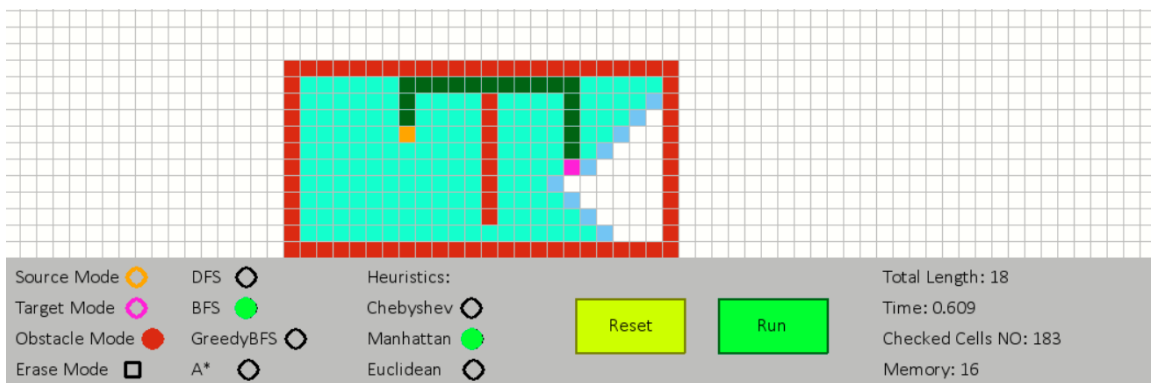 Source Mode DFS Heuristics: Total Length: 18
Target Mode BFS Chebyshev Reset Run Time: 0.609
Obstacle Mode GreedyBFS Manhattan Checked Cells NO: 183
Erase Mode A* Euclidean Memory: 16